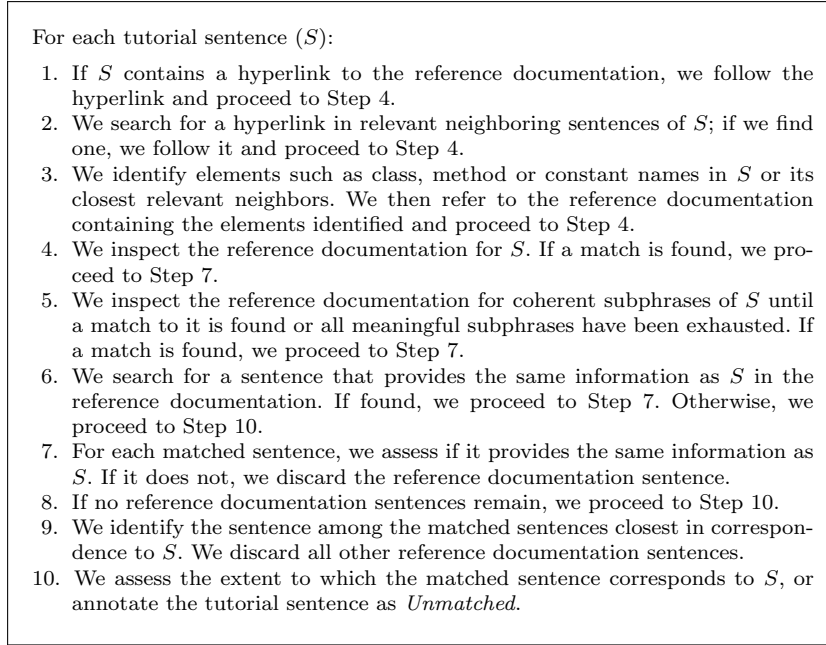 For each tutorial sentence (S):
1. If S contains a hyperlink to the reference documentation, we follow the
hyperlink and proceed to Step 4.
2. We search for a hyperlink in relevant neighboring sentences of S; if we find
one, we follow it and proceed to Step 4.
3. We identify elements such as class, method or constant names in S or its
closest relevant neighbors. We then refer to the reference documentation
containing the elements identified and proceed to Step 4.
4. We inspect the reference documentation for S. If a match is found, we pro-
ceed to Step 7.
5. We inspect the reference documentation for coherent subphrases of S until
a match to it is found or all meaningful subphrases have been exhausted. If
a match is found, we proceed to Step 7.
6. We search for a sentence that provides the same information as S in the
reference documentation. If found, we proceed to Step 7. Otherwise, we
proceed to Step 10.
7. For each matched sentence, we assess if it provides the same information as
S. If it does not, we discard the reference documentation sentence.
8. If no reference documentation sentences remain, we proceed to Step 10.
9. We identify the sentence among the matched sentences closest in correspon-
dence to S. We discard all other reference documentation sentences.
10. We assess the extent to which the matched sentence corresponds to S, or
annotate the tutorial sentence as Unmatched.